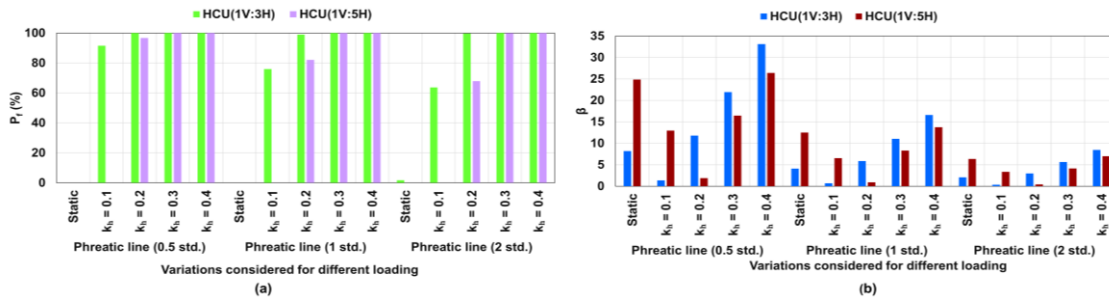 HCU(1V:3H) HCU(1V:5H)
100
80
60
40
20
0
Pf (%)
Static
kh = 0.1
kh = 0.2
kh = 0.3
kh = 0.4
Static
kh = 0.1
kh = 0.2
kh = 0.3
kh = 0.4
Static
kh = 0.1
kh = 0.2
kh = 0.3
kh = 0.4
Phreatic line (0.5 std.) Phreatic line (1 std.) Phreatic line (2 std.)
Variations considered for different loading
(a)
HCU(1V:3H) HCU(1V:5H)
35
30
25
20
15
10
5
0
β
Static
kh = 0.1
kh = 0.2
kh = 0.3
kh = 0.4
Static
kh = 0.1
kh = 0.2
kh = 0.3
kh = 0.4
Static
kh = 0.1
kh = 0.2
kh = 0.3
kh = 0.4
Phreatic line (0.5 std.) Phreatic line (1 std.) Phreatic line (2 std.)
Variations considered for different loading
(b)